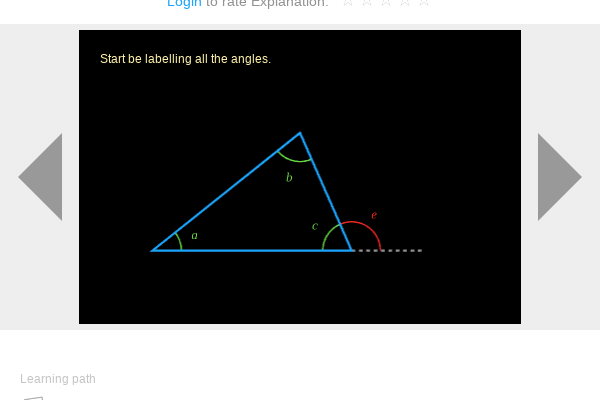 Login to rate Explanation:
Start be labelling all the angles.
b
e
c
a
Learning path